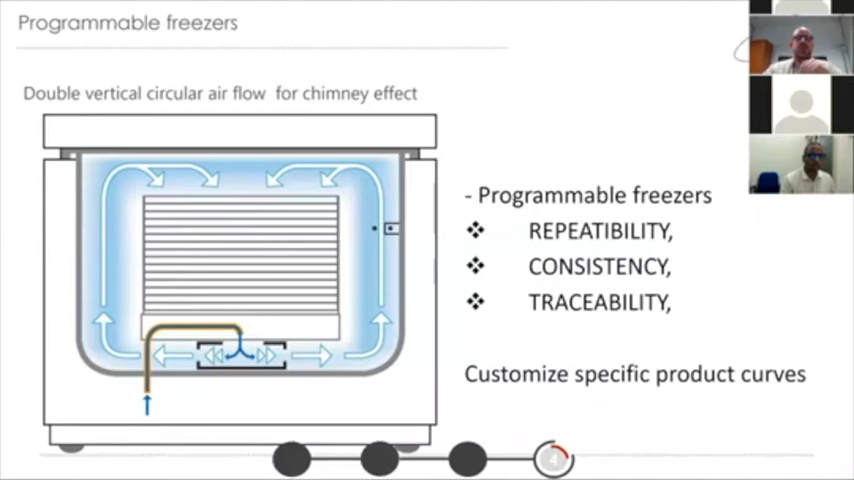 Programmable freezers
Double vertical circular air flow for chimney effect
- Programmable freezers
❖ REPEATIBILITY,
❖ CONSISTENCY,
❖ TRACEABILITY,
Customize specific product curves
4